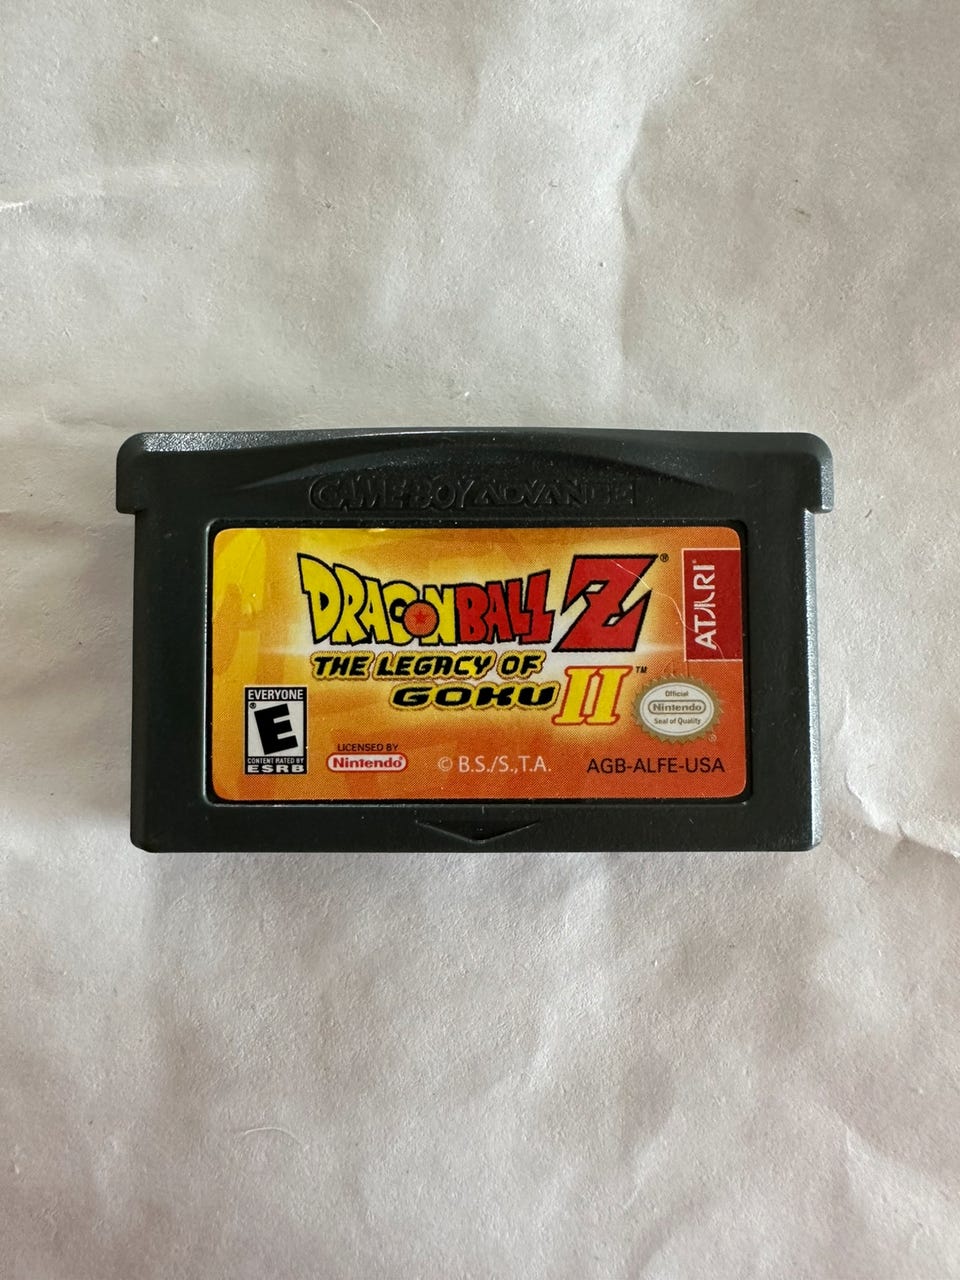 GAME BOY ADVANCE
DRAGON BALL Z®
THE LEGACY OF
GOKU II™
ATARI®
EVERYONE
E®
CONTENT RATED BY
ESRB
LICENSED BY
Nintendo®
© B.S./S.,T.A.
Official
Nintendo
Seal of Quality
®
AGB-ALFE-USA